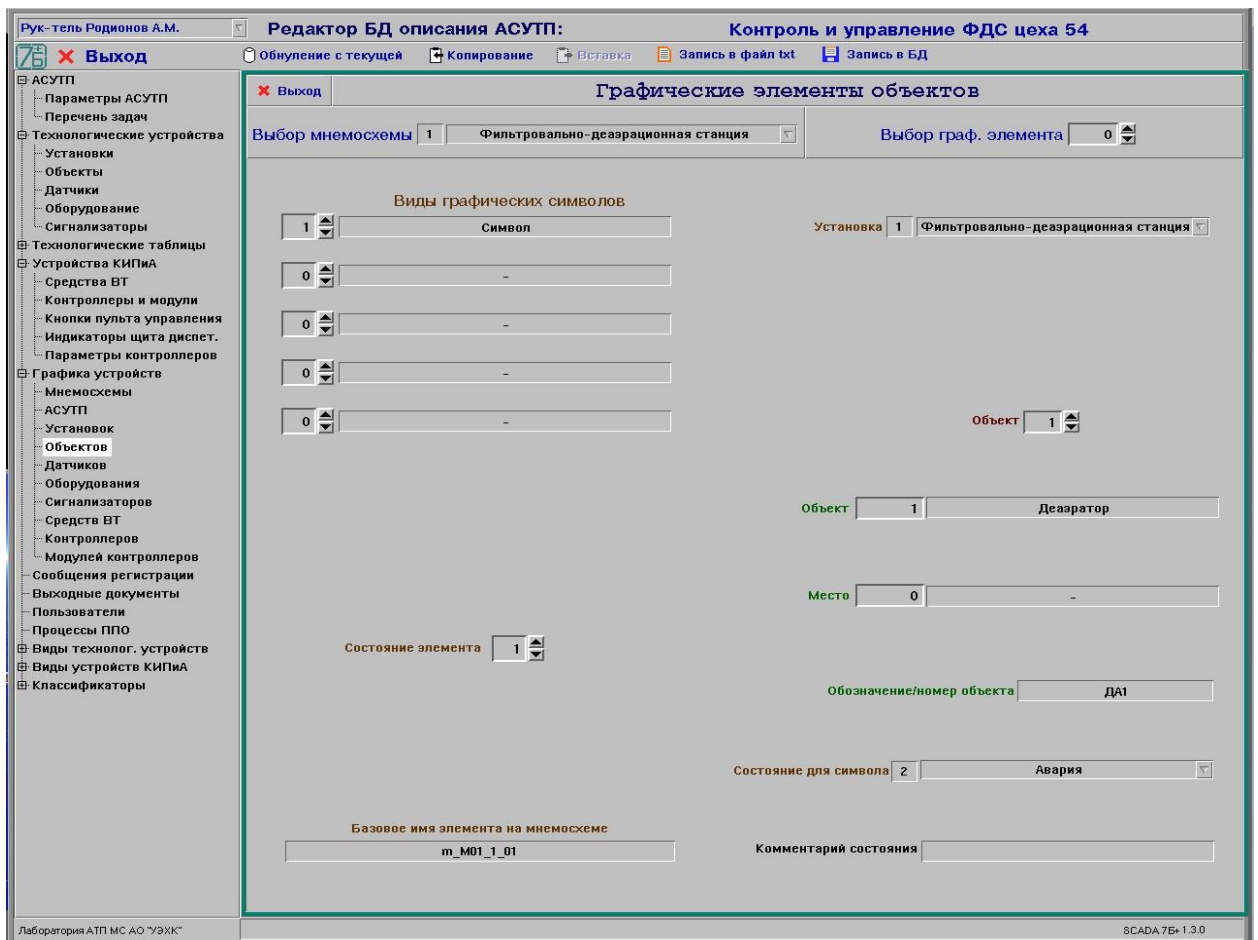 Рук-тель Родионов А.М.
Редактор БД описания АСУТП:
Контроль и управление ФДС цеха 54
7Б
Выход
Обнуление с текущей
Копирование
Вставка
Запись в файл txt
Запись в БД
АСУТП
Параметры АСУТП
Перечень задач
Технологические устройства
Установки
Объекты
Датчики
Оборудование
Сигнализаторы
Технологические таблицы
Устройства КИПиА
Средства ВТ
Контроллеры и модули
Кнопки пульта управления
Индикаторы щита диспет.
Параметры контроллеров
Графика устройств
Мнемосхемы
АСУТП
Установок
Объектов
Датчиков
Оборудования
Сигнализаторов
Средств ВТ
Контроллеров
Модулей контроллеров
Сообщения регистрации
Выходные документы
Пользователи
Процессы ППО
Виды технолог. устройств
Виды устройств КИПиА
Классификаторы
Выход
Графические элементы объектов
Выбор мнемосхемы 1 Фильтровально-деаэрационная станция
Выбор граф. элемента 0
Виды графических символов
1 Символ
0 -
0 -
0 -
0 -
Установка 1 Фильтровально-деаэрационная станция
Объект 1
Объект 1 Деаэратор
Место 0 -
Состояние элемента 1
Обозначение/номер объекта ДА1
Состояние для символа 2 Авария
Базовое имя элемента на мнемосхеме
m_M01_1_01
Комментарий состояния
Лаборатория АТП МС АО "УЭХК"
SCADA 7Б+ 1.3.0